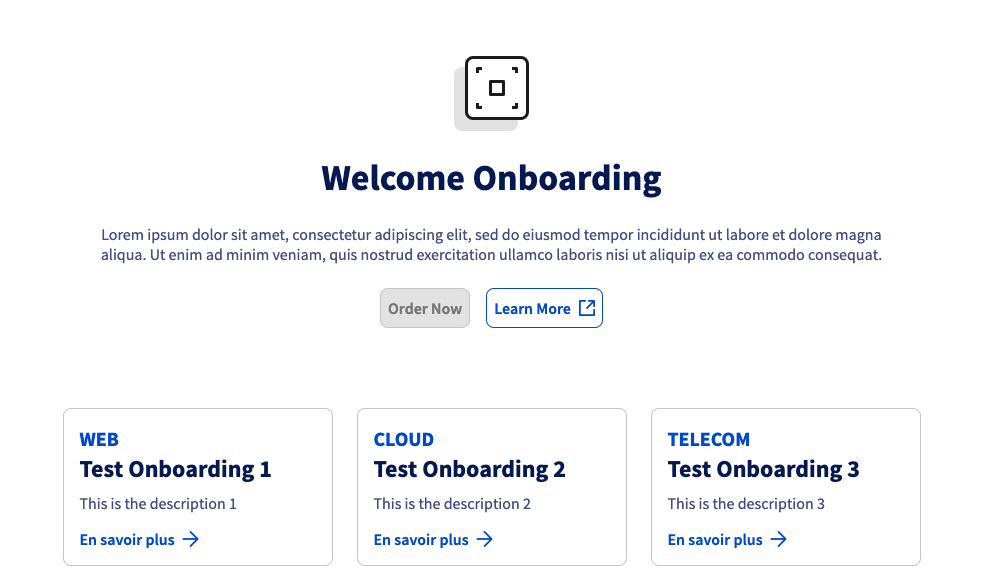 Welcome Onboarding
Lorem ipsum dolor sit amet, consectetur adipiscing elit, sed do eiusmod tempor incididunt ut labore et dolore magna
aliqua. Ut enim ad minim veniam, quis nostrud exercitation ullamco laboris nisi ut aliquip ex ea commodo consequat.
Order Now
Learn More
WEB
Test Onboarding 1
This is the description 1
En savoir plus
CLOUD
Test Onboarding 2
This is the description 2
En savoir plus
TELECOM
Test Onboarding 3
This is the description 3
En savoir plus